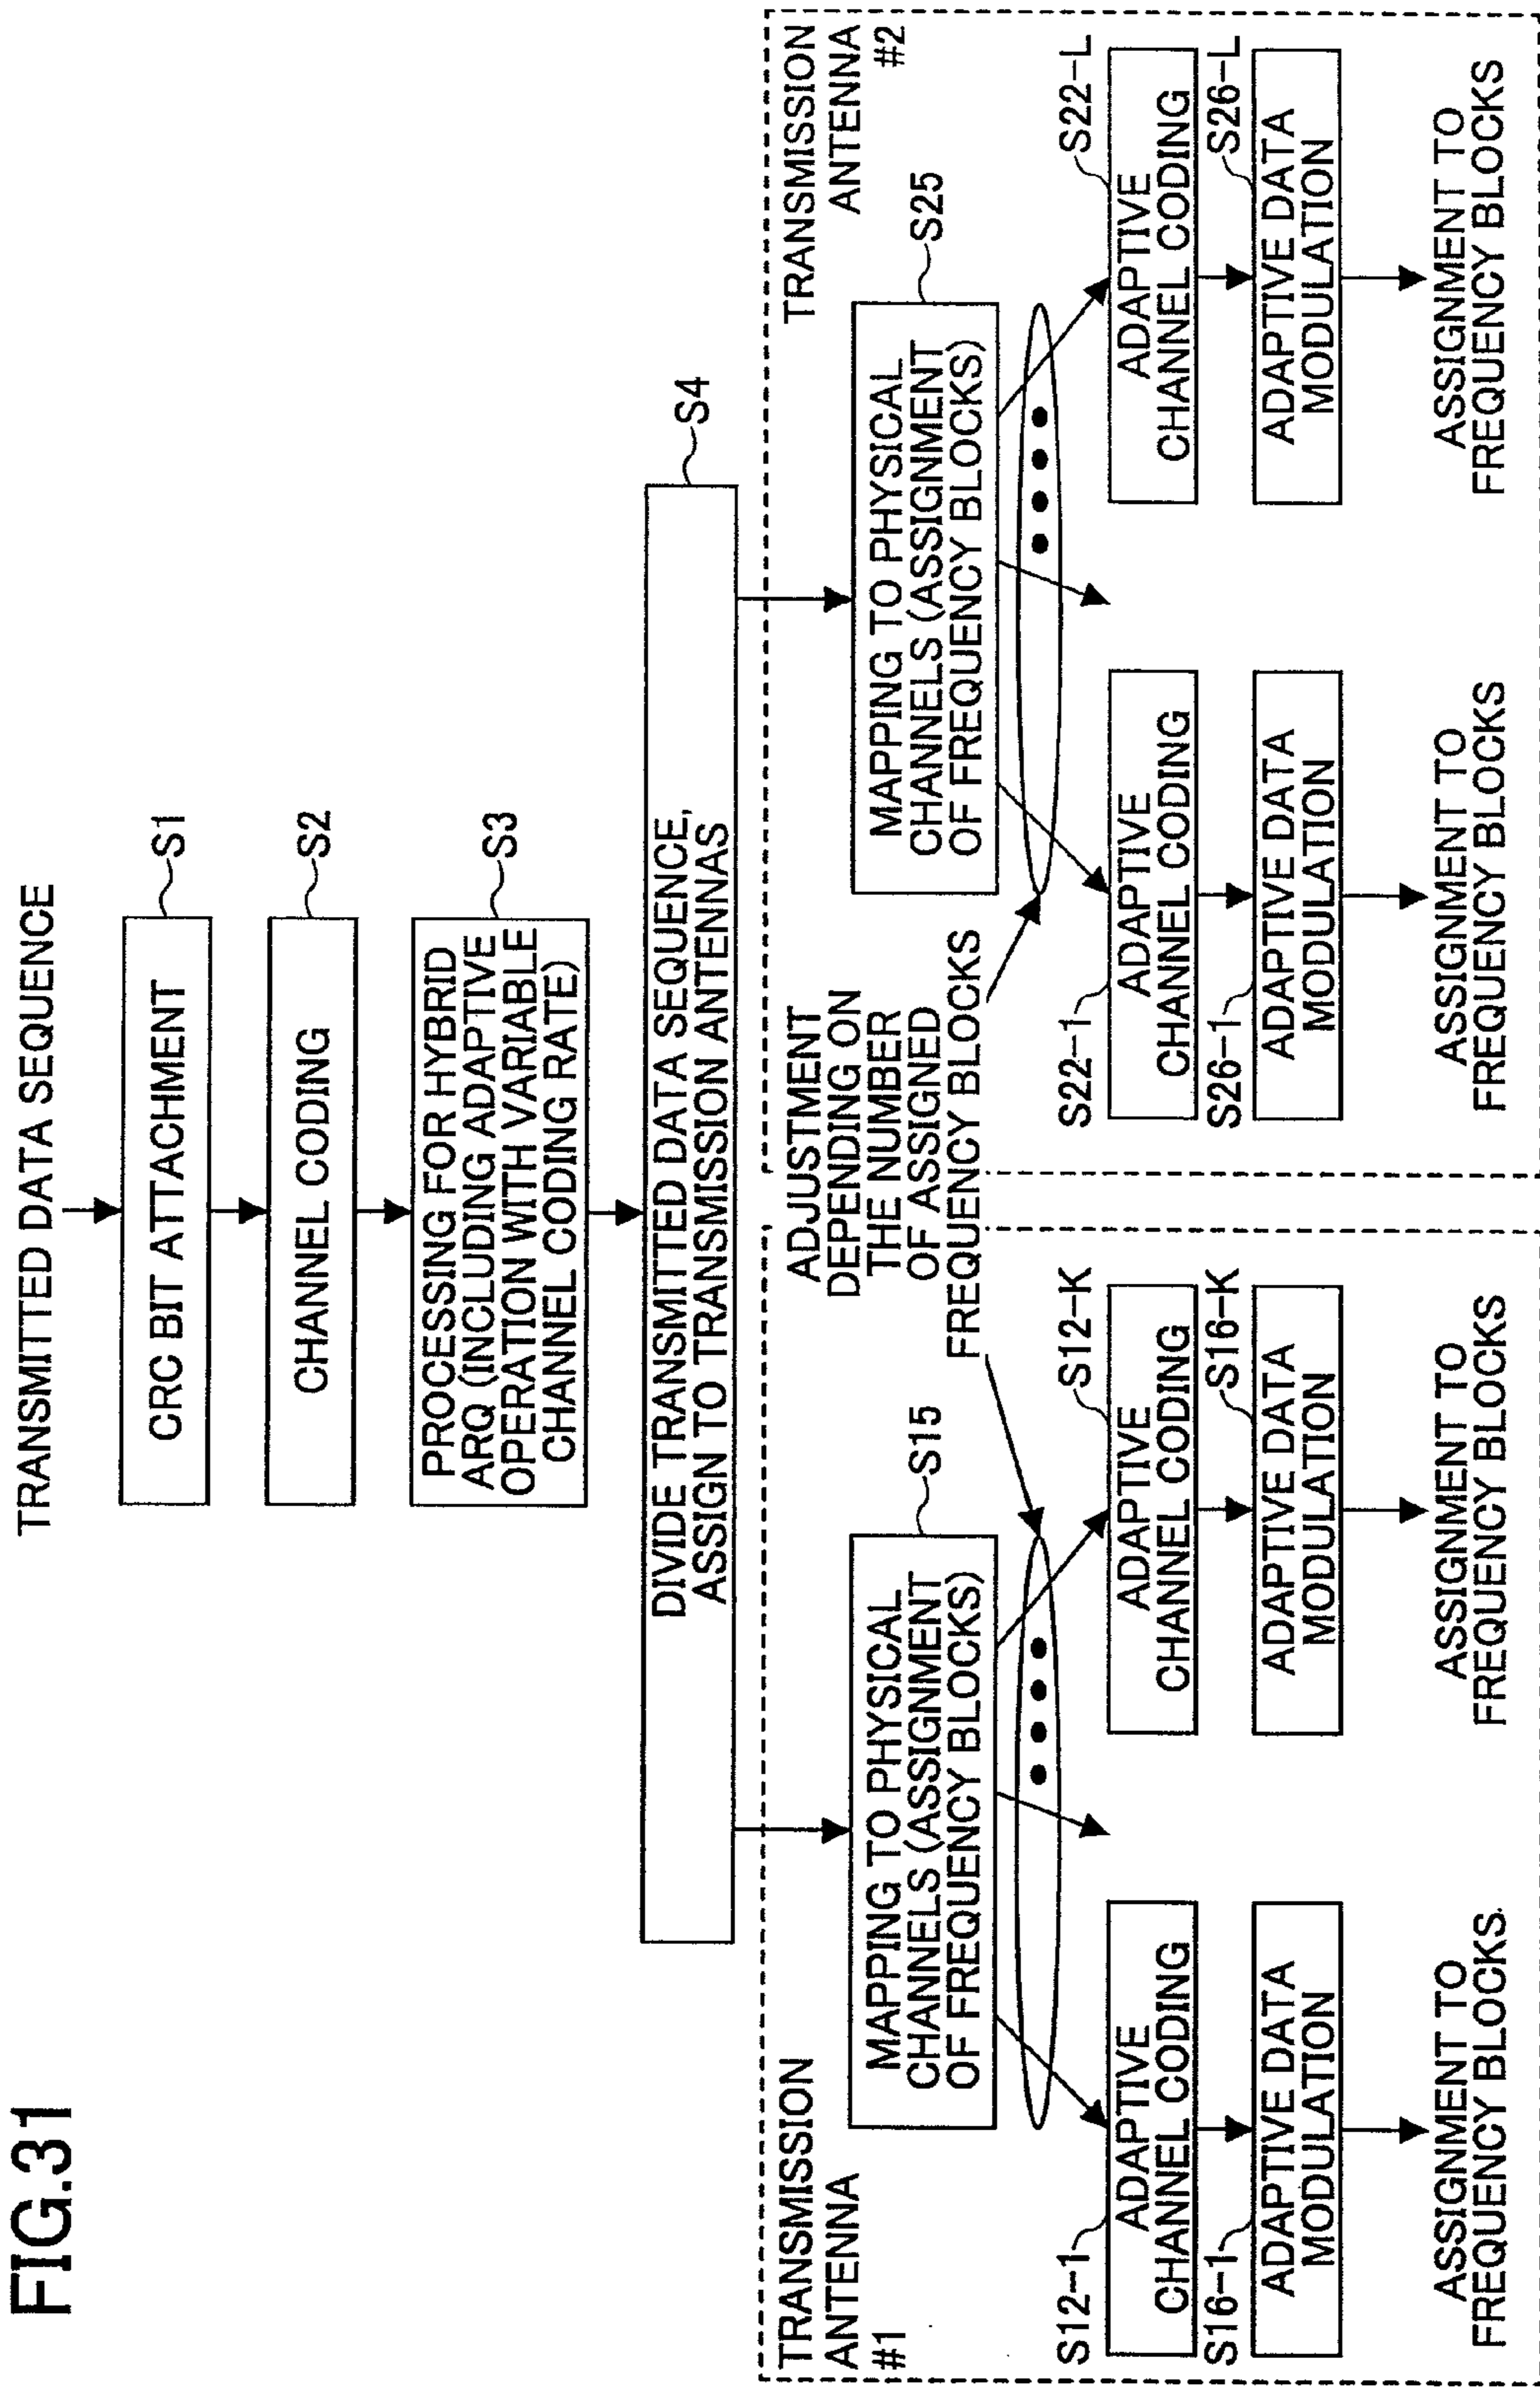 FIG.31
TRANSMITTED DATA SEQUENCE
CRC BIT ATTACHMENT
S1
CHANNEL CODING
S2
PROCESSING FOR HYBRID
ARQ (INCLUDING ADAPTIVE
OPERATION WITH VARIABLE
CHANNEL CODING RATE)
S3
DIVIDE TRANSMITTED DATA SEQUENCE,
ASSIGN TO TRANSMISSION ANTENNAS
S4
TRANSMISSION
ANTENNA
#1
MAPPING TO PHYSICAL
CHANNELS (ASSIGNMENT
OF FREQUENCY BLOCKS)
S15
ADJUSTMENT
DEPENDING ON
THE NUMBER
OF ASSIGNED
FREQUENCY BLOCKS
TRANSMISSION
ANTENNA
#2
MAPPING TO PHYSICAL
CHANNELS (ASSIGNMENT
OF FREQUENCY BLOCKS)
S25
S12-1
ADAPTIVE
CHANNEL CODING
S16-1
ADAPTIVE DATA
MODULATION
ASSIGNMENT TO
FREQUENCY BLOCKS
S12-K
ADAPTIVE
CHANNEL CODING
S16-K
ADAPTIVE DATA
MODULATION
ASSIGNMENT TO
FREQUENCY BLOCKS
S22-1
ADAPTIVE
CHANNEL CODING
S26-1
ADAPTIVE DATA
MODULATION
ASSIGNMENT TO
FREQUENCY BLOCKS
S22-L
ADAPTIVE
CHANNEL CODING
S26-L
ADAPTIVE DATA
MODULATION
ASSIGNMENT TO
FREQUENCY BLOCKS